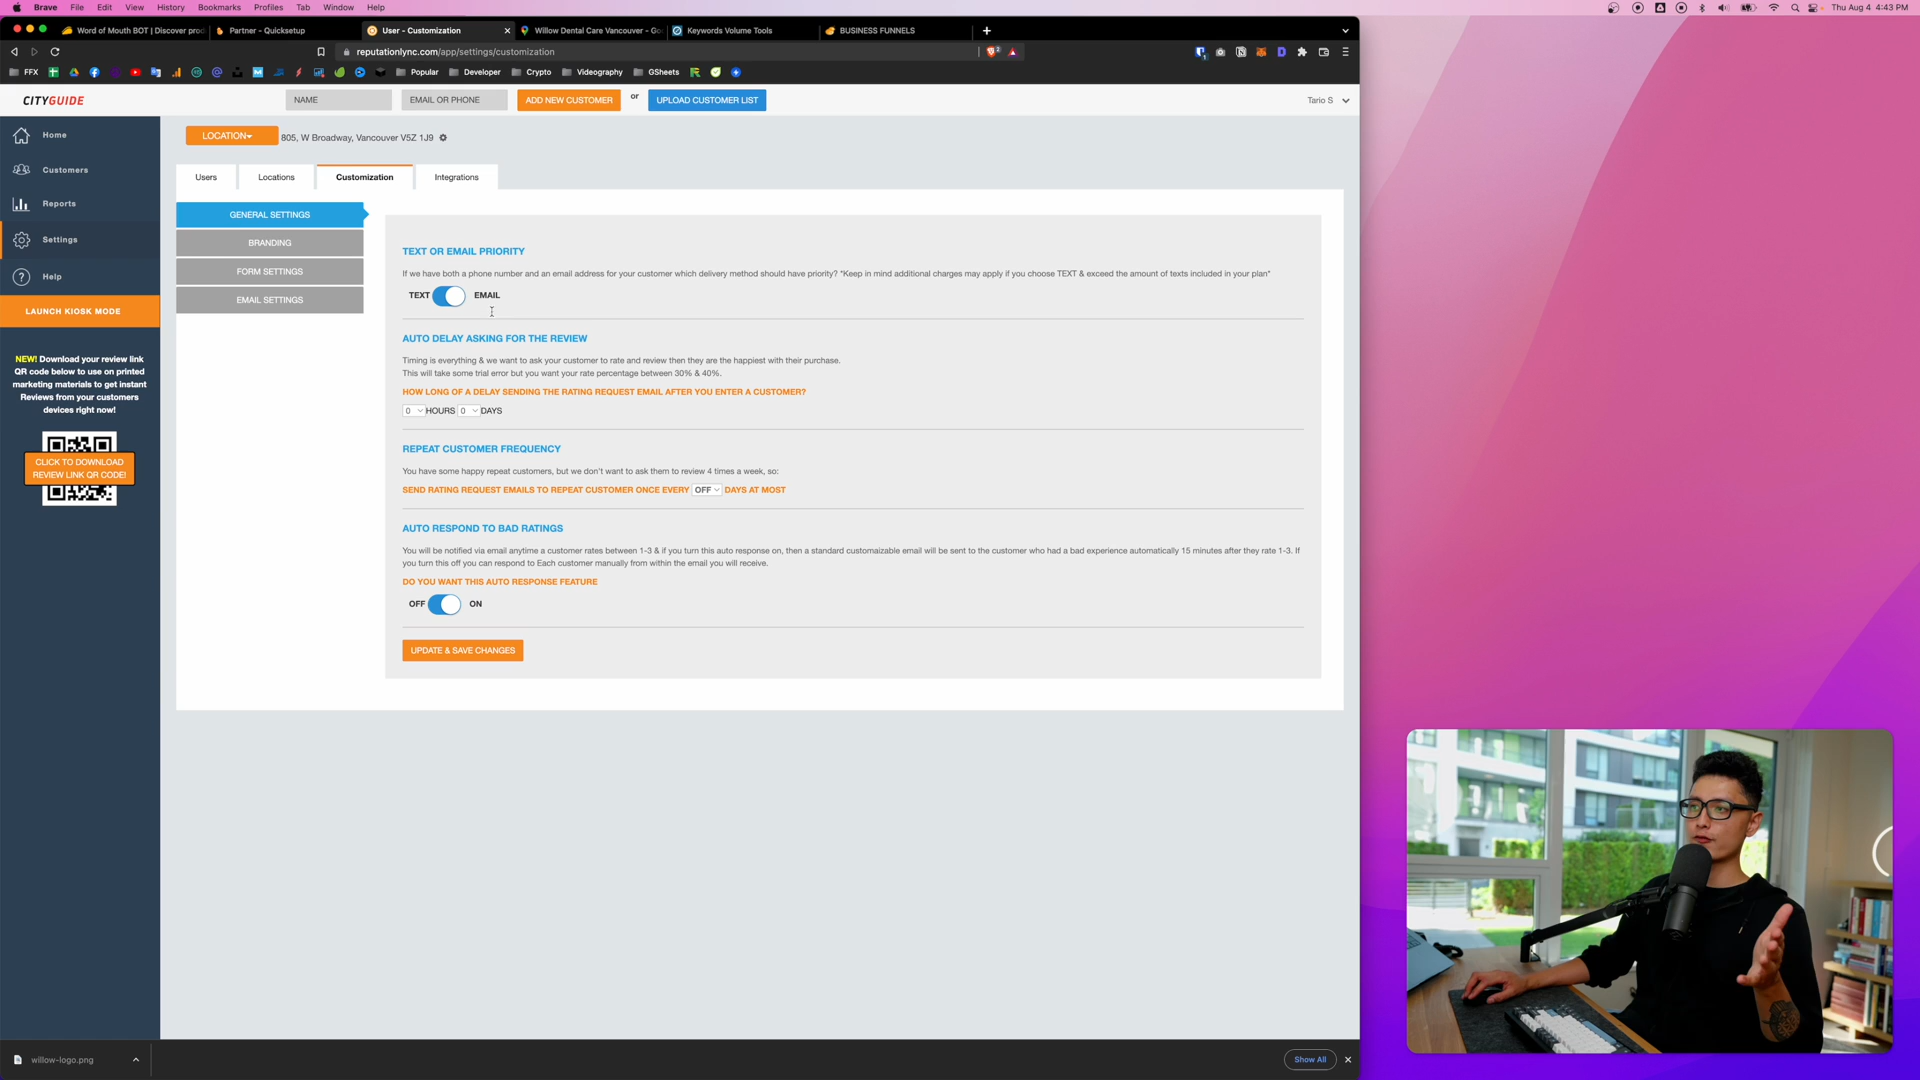 Brave File Edit View History Bookmarks Profiles Tab Window Help
Thu Aug 4 4:43 PM
Word of Mouth BOT | Discover prod
Partner - Quicksetup
User - Customization
Willow Dental Care Vancouver - Go
Keywords Volume Tools
BUSINESS FUNNELS
reputationlync.com/app/settings/customization
FFX
Popular
Developer
Crypto
Videography
GSheets
CITYGUIDE
NAME
EMAIL OR PHONE
ADD NEW CUSTOMER
or
UPLOAD CUSTOMER LIST
Tario S
Home
Customers
Reports
Settings
Help
LAUNCH KIOSK MODE
NEW! Download your review link
QR code below to use on printed
marketing materials to get instant
Reviews from your customers
devices right now!
CLICK TO DOWNLOAD
REVIEW LINK QR CODE!
LOCATION
805, W Broadway, Vancouver V5Z 1J9
Users
Locations
Customization
Integrations
GENERAL SETTINGS
BRANDING
FORM SETTINGS
EMAIL SETTINGS
TEXT OR EMAIL PRIORITY
If we have both a phone number and an email address for your customer which delivery method should have priority? *Keep in mind additional charges may apply if you choose TEXT & exceed the amount of texts included in your plan*
TEXT EMAIL
AUTO DELAY ASKING FOR THE REVIEW
Timing is everything & we want to ask your customer to rate and review then they are the happiest with their purchase.
This will take some trial error but you want your rate percentage between 30% & 40%.
HOW LONG OF A DELAY SENDING THE RATING REQUEST EMAIL AFTER YOU ENTER A CUSTOMER?
0 HOURS 0 DAYS
REPEAT CUSTOMER FREQUENCY
You have some happy repeat customers, but we don't want to ask them to review 4 times a week, so:
SEND RATING REQUEST EMAILS TO REPEAT CUSTOMER ONCE EVERY OFF DAYS AT MOST
AUTO RESPOND TO BAD RATINGS
You will be notified via email anytime a customer rates between 1-3 & if you turn this auto response on, then a standard customaizable email will be sent to the customer who had a bad experience automatically 15 minutes after they rate 1-3. If
you turn this off you can respond to Each customer manually from within the email you will receive.
DO YOU WANT THIS AUTO RESPONSE FEATURE
OFF ON
UPDATE & SAVE CHANGES
willow-logo.png
Show All